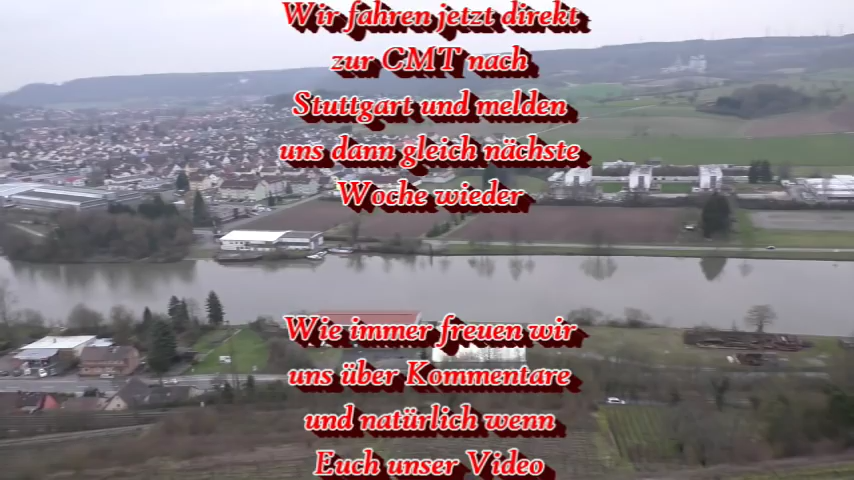 Wir fahren jetzt direkt
zur CMT nach
Stuttgart und melden
uns dann gleich nächste
Woche wieder
Wie immer freuen wir
uns über Kommentare
und natürlich wenn
Euch unser Video